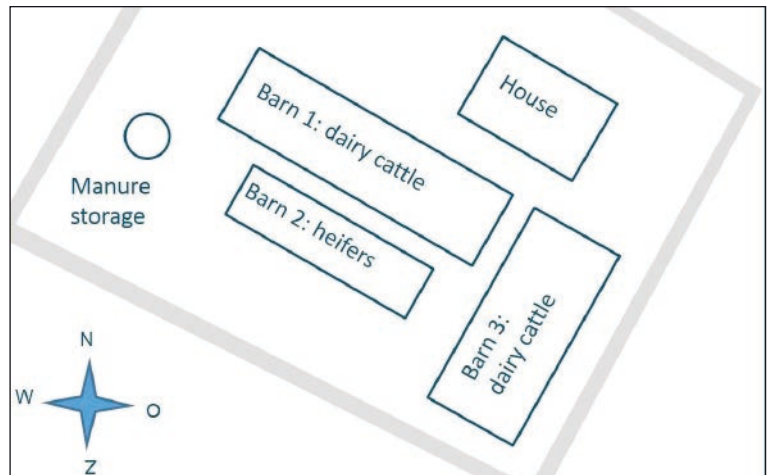 House
Barn 1: dairy cattle
Manure
storage
Barn 2: heifers
Barn 3:
dairy cattle
N
W
O
Z